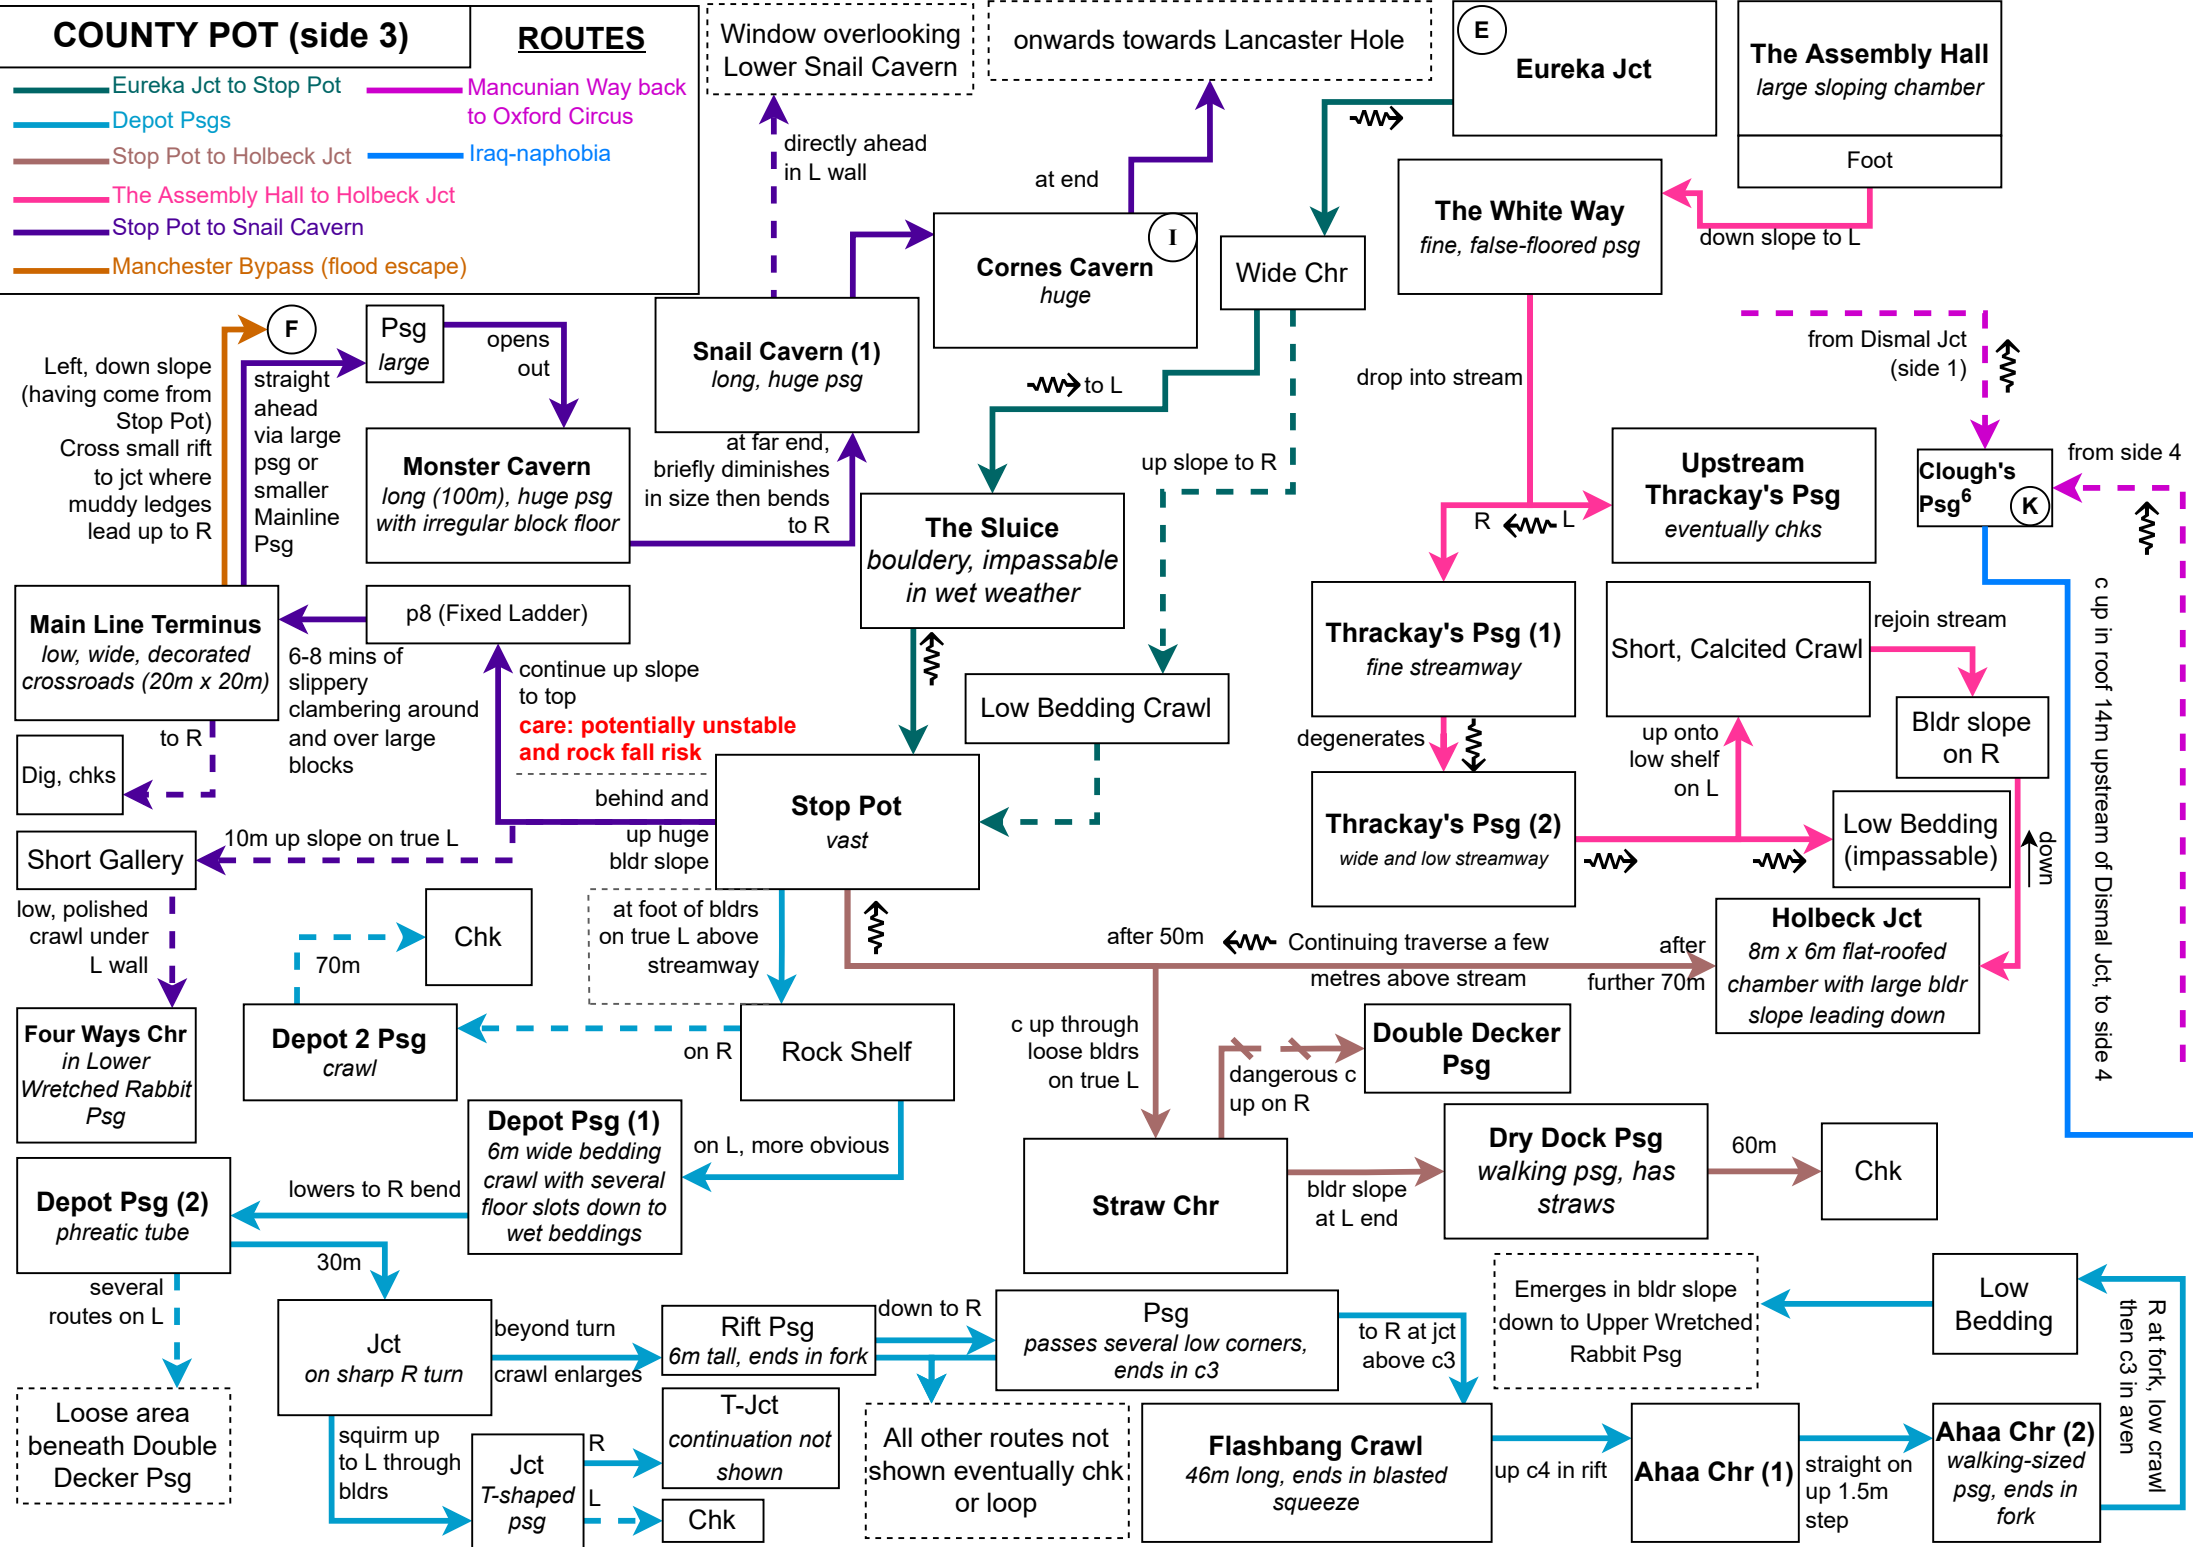 COUNTY POT (side 3)
ROUTES
Eureka Jct to Stop Pot
Depot Psgs
Stop Pot to Holbeck Jct
The Assembly Hall to Holbeck Jct
Stop Pot to Snail Cavern
Manchester Bypass (flood escape)
Mancunian Way back
to Oxford Circus
Iraq-naphobia
Window overlooking
Lower Snail Cavern
onwards towards Lancaster Hole
E
Eureka Jct
The Assembly Hall
large sloping chamber
Foot
directly ahead
in L wall
at end
The White Way
fine, false-floored psg
down slope to L
Cornes Cavern
huge
I
Wide Chr
F
Psg
large
opens
out
Left, down slope
(having come from
Stop Pot)
Cross small rift
to jct where
muddy ledges
lead up to R
straight
ahead
via large
psg or
smaller
Mainline
Psg
Snail Cavern (1)
long, huge psg
to L
drop into stream
from Dismal Jct
(side 1)
Monster Cavern
long (100m), huge psg
with irregular block floor
at far end,
briefly diminishes
in size then bends
to R
up slope to R
The Sluice
bouldery, impassable
in wet weather
R
L
Upstream
Thrackay's Psg
eventually chks
Clough's
Psg6
K
from side 4
Main Line Terminus
low, wide, decorated
crossroads (20m x 20m)
p8 (Fixed Ladder)
6-8 mins of
slippery
clambering around
and over large
blocks
continue up slope
to top
care: potentially unstable
and rock fall risk
Thrackay's Psg (1)
fine streamway
Short, Calcited Crawl
rejoin stream
c up in roof 14m upstream of Dismal Jct, to side 4
to R
Dig, chks
Low Bedding Crawl
degenerates
up onto
low shelf
on L
Bldr slope
on R
behind and
up huge
bldr slope
Stop Pot
vast
Thrackay's Psg (2)
wide and low streamway
Low Bedding
(impassable)
down
10m up slope on true L
Short Gallery
low, polished
crawl under
L wall
Chk
70m
at foot of bldrs
on true L above
streamway
after 50m
Continuing traverse a few
metres above stream
after
further 70m
Holbeck Jct
8m x 6m flat-roofed
chamber with large bldr
slope leading down
Four Ways Chr
in Lower
Wretched Rabbit
Psg
Depot 2 Psg
crawl
on R
Rock Shelf
c up through
loose bldrs
on true L
Double Decker
Psg
dangerous c
up on R
Depot Psg (1)
6m wide bedding
crawl with several
floor slots down to
wet beddings
on L, more obvious
Straw Chr
bldr slope
at L end
Dry Dock Psg
walking psg, has
straws
60m
Chk
Depot Psg (2)
phreatic tube
lowers to R bend
30m
several
routes on L
Loose area
beneath Double
Decker Psg
Jct
on sharp R turn
beyond turn
crawl enlarges
Rift Psg
6m tall, ends in fork
down to R
Psg
passes several low corners,
ends in c3
to R at jct
above c3
Emerges in bldr slope
down to Upper Wretched
Rabbit Psg
Low
Bedding
R at fork, low crawl
then c3 in aven
squirm up
to L through
bldrs
Jct
T-shaped
psg
R
L
T-Jct
continuation not
shown
Chk
All other routes not
shown eventually chk
or loop
Flashbang Crawl
46m long, ends in blasted
squeeze
up c4 in rift
Ahaa Chr (1)
straight on
up 1.5m
step
Ahaa Chr (2)
walking-sized
psg, ends in
fork